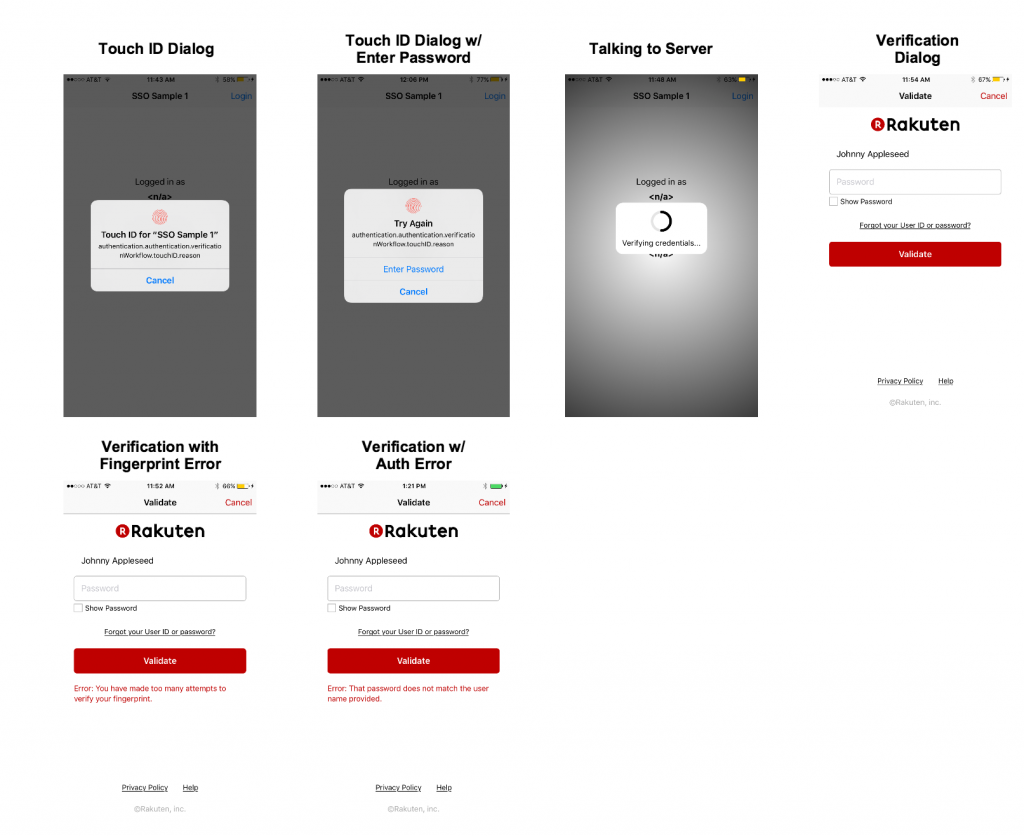 Touch ID Dialog
●●○○○ AT&T 11:43 AM 58%
SSO Sample 1 Login
Logged in as
<n/a>
Touch ID for “SSO Sample 1”
authentication.authentication.verificatio
nWorkflow.touchID.reason
Cancel
Touch ID Dialog w/
Enter Password
●●●○○ AT&T 12:06 PM 77%
SSO Sample 1 Login
Logged in as
Try Again
authentication.authentication.verificatio
nWorkflow.touchID.reason
Enter Password
Cancel
Talking to Server
●●○○○ AT&T 11:48 AM 63%
SSO Sample 1 Login
Logged in as
<n/a>
Verifying credentials...
<n/a>
Verification
Dialog
●●●○○ AT&T 11:54 AM 67%
Validate Cancel
R Rakuten
Johnny Appleseed
Password
Show Password
Forgot your User ID or password?
Validate
Privacy Policy Help
©Rakuten, inc.
Verification with
Fingerprint Error
●●○○○ AT&T 11:52 AM 66%
Validate Cancel
R Rakuten
Johnny Appleseed
Password
Show Password
Forgot your User ID or password?
Validate
Error: You have made too many attempts to
verify your fingerprint.
Privacy Policy Help
©Rakuten, inc.
Verification w/
Auth Error
●●●○○ AT&T 1:21 PM
Validate Cancel
R Rakuten
Johnny Appleseed
Password
Show Password
Forgot your User ID or password?
Validate
Error: That password does not match the user
name provided.
Privacy Policy Help
©Rakuten, inc.